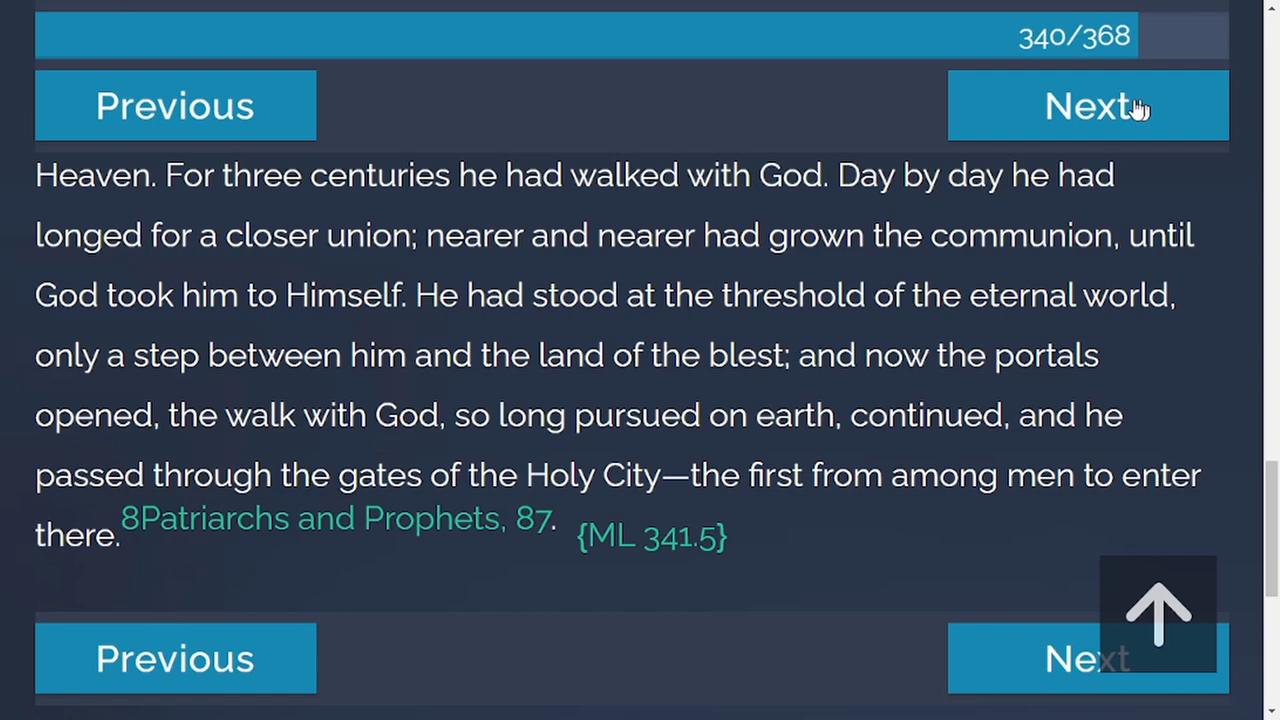 340/368
Previous
Next
Heaven. For three centuries he had walked with God. Day by day he had
longed for a closer union; nearer and nearer had grown the communion, until
God took him to Himself. He had stood at the threshold of the eternal world,
only a step between him and the land of the blest; and now the portals
opened, the walk with God, so long pursued on earth, continued, and he
passed through the gates of the Holy City—the first from among men to enter
there.8Patriarchs and Prophets, 87. {ML 341.5}
Previous
Next